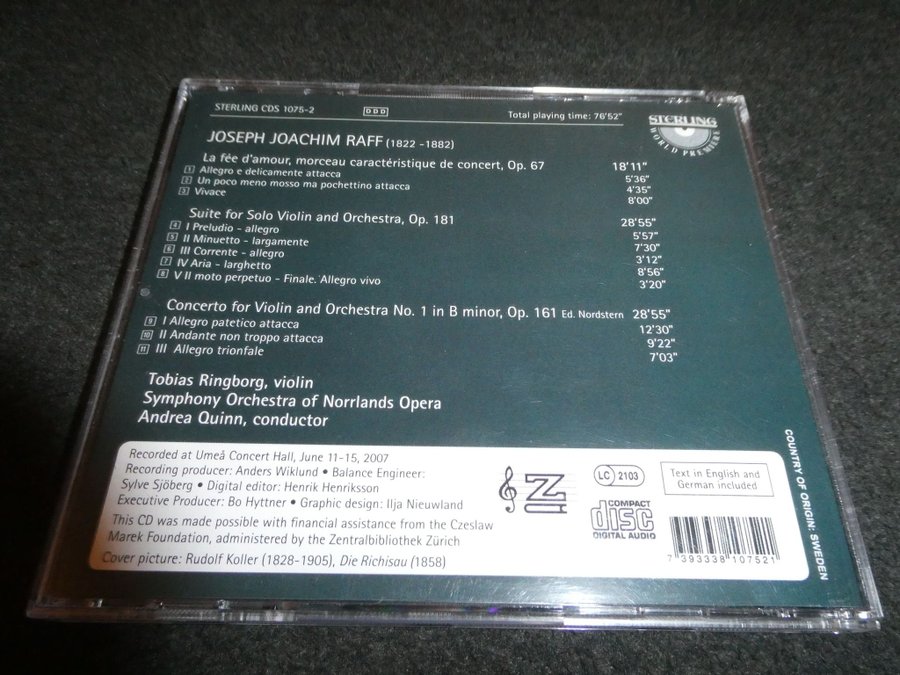 STERLING CDS 1075-2 DDD Total playing time: 76'52"
STERLING
WORLD PREMIERE
JOSEPH JOACHIM RAFF (1822 -1882)
La fée d'amour, morceau caractéristique de concert, Op. 67 18'11"
1 Allegro e delicamente attacca 5'36"
2 Un poco meno mosso ma pochettino attacca 4'35"
3 Vivace 8'00"
Suite for Solo Violin and Orchestra, Op. 181 28'55"
4 I Preludio - allegro 5'57"
5 II Minuetto - largamente 7'30"
6 III Corrente - allegro 3'12"
7 IV Aria - larghetto 8'56"
8 V Il moto perpetuo - Finale. Allegro vivo 3'20"
Concerto for Violin and Orchestra No. 1 in B minor, Op. 161 Ed. Nordstern 28'55"
9 I Allegro patetico attacca 12'30"
10 II Andante non troppo attacca 9'22"
11 III Allegro trionfale 7'03"
Tobias Ringborg, violin
Symphony Orchestra of Norrlands Opera
Andrea Quinn, conductor
Recorded at Umeå Concert Hall, June 11-15, 2007
Recording producer: Anders Wiklund • Balance Engineer:
Sylve Sjöberg • Digital editor: Henrik Henriksson
Executive Producer: Bo Hyttner • Graphic design: Ilja Nieuwland
This CD was made possible with financial assistance from the Czeslaw
Marek Foundation, administered by the Zentralbibliothek Zürich
Cover picture: Rudolf Koller (1828-1905), Die Richisau (1858)
Z
LC 2103
COMPACT
disc
DIGITAL AUDIO
Text in English and
German included
7 393338 107521
COUNTRY OF ORIGIN: SWEDEN